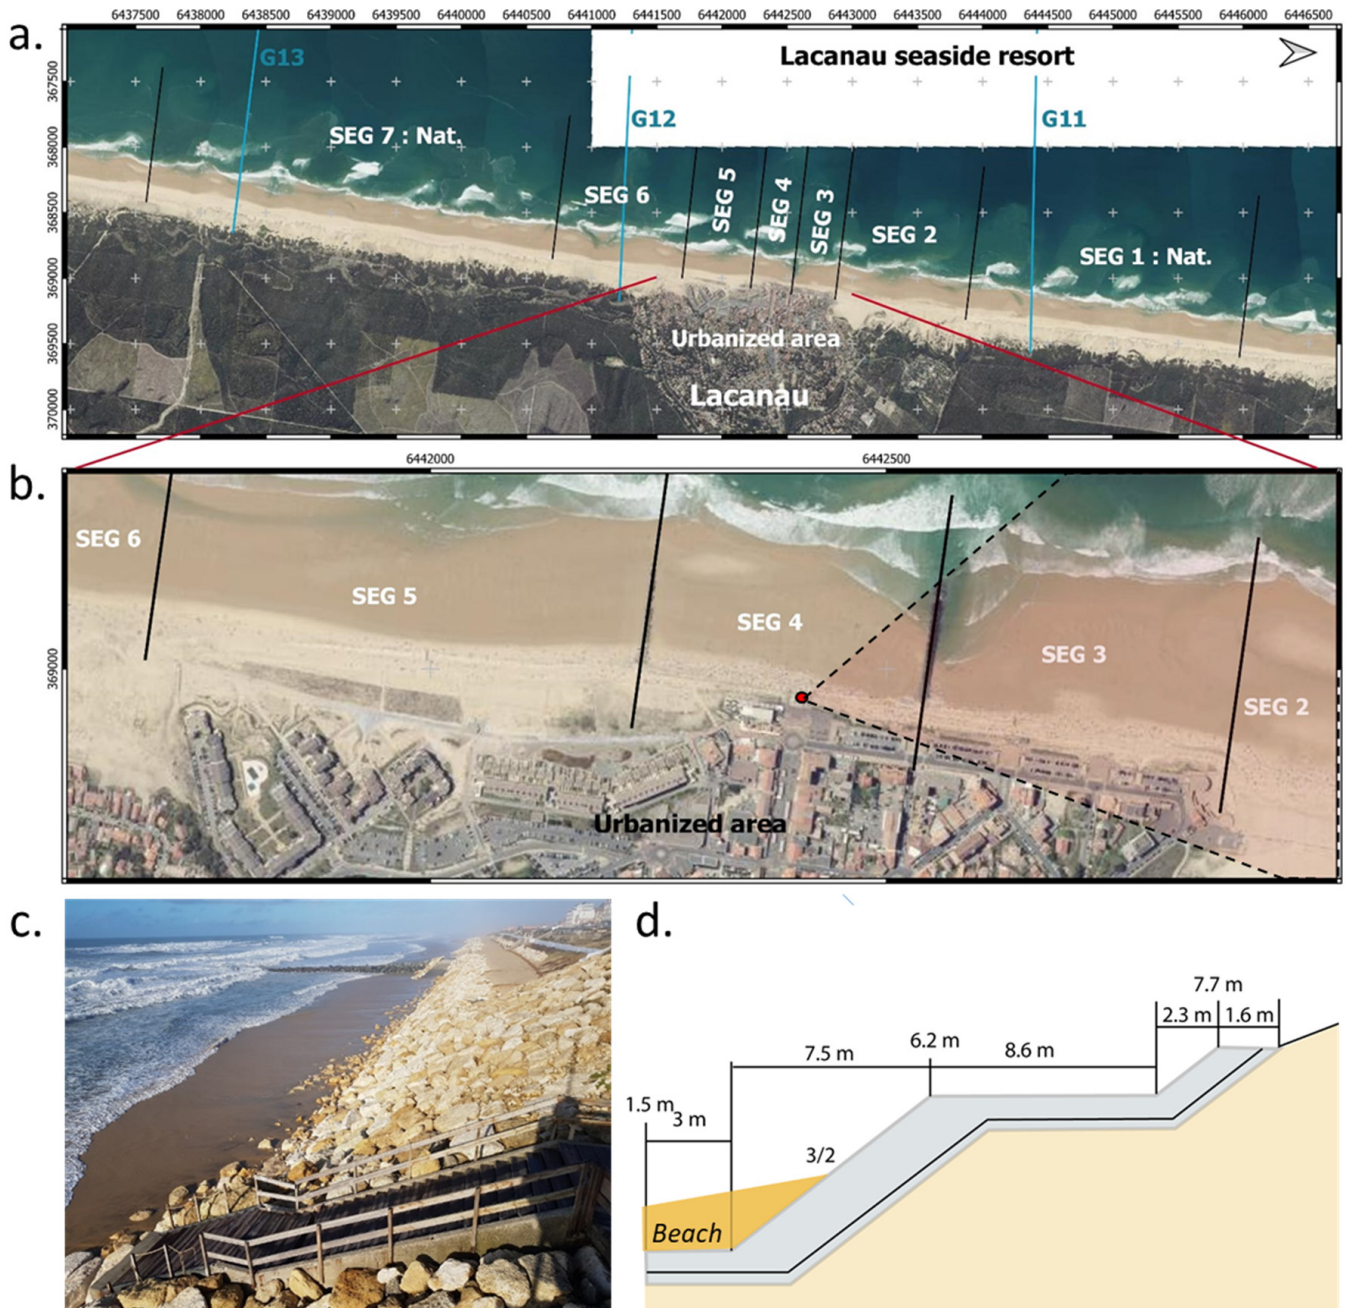 6437500 6438000 6438500 6439000 6439500 6440000 6440500 6441000 6441500 6442000 6442500 6443000 6443500 6444000 6444500 6445000 6445500 6446000 6446500
a.
367500
368000
368500
369000
369500
370000
G13
Lacanau seaside resort
G12
G11
SEG 7 : Nat.
SEG 6
SEG 5
SEG 4
SEG 3
SEG 2
SEG 1 : Nat.
Urbanized area
Lacanau
6442000 6442500
b.
369000
SEG 6
SEG 5
SEG 4
SEG 3
SEG 2
Urbanized area
c.
d.
7.7 m
2.3 m 1.6 m
6.2 m
7.5 m 8.6 m
1.5 m
3 m
3/2
Beach